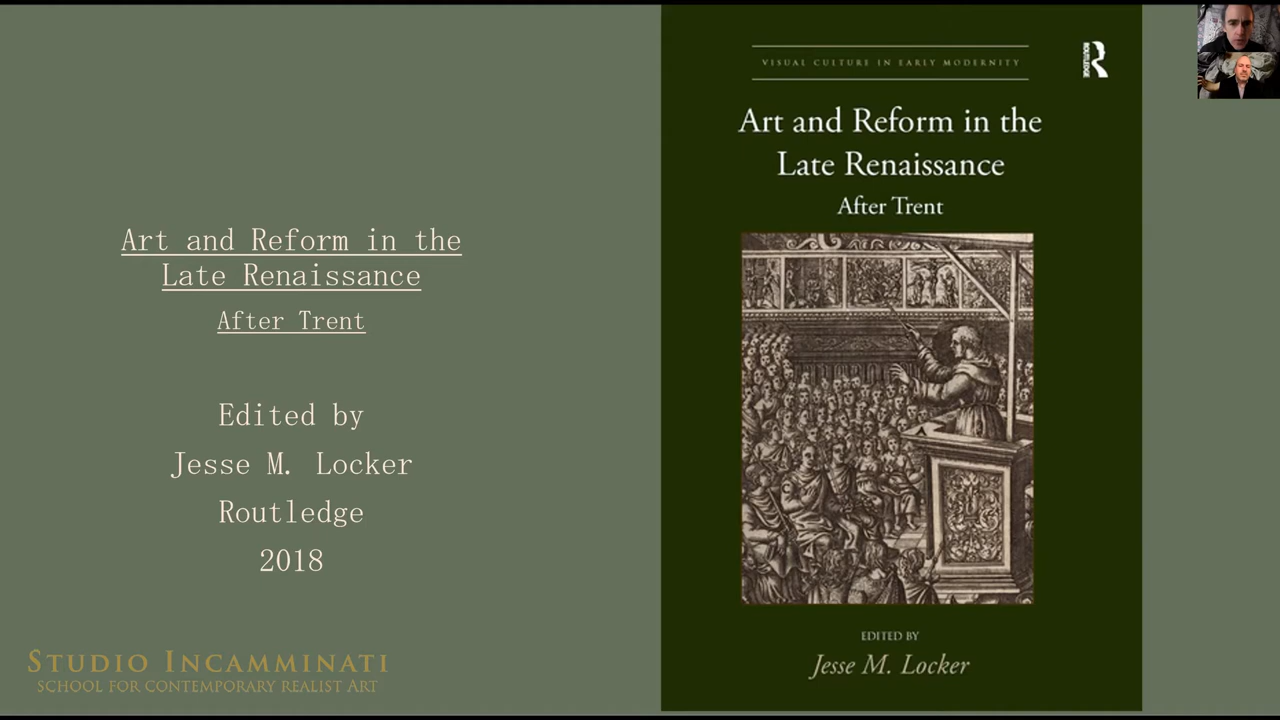 Art and Reform in the
Late Renaissance
After Trent
Edited by
Jesse M. Locker
Routledge
2018
STUDIO INCAMMINATI
SCHOOL FOR CONTEMPORARY REALIST ART
VISUAL CULTURE IN EARLY MODERNITY
ROUTLEDGE
Art and Reform in the
Late Renaissance
After Trent
EDITED BY
Jesse M. Locker